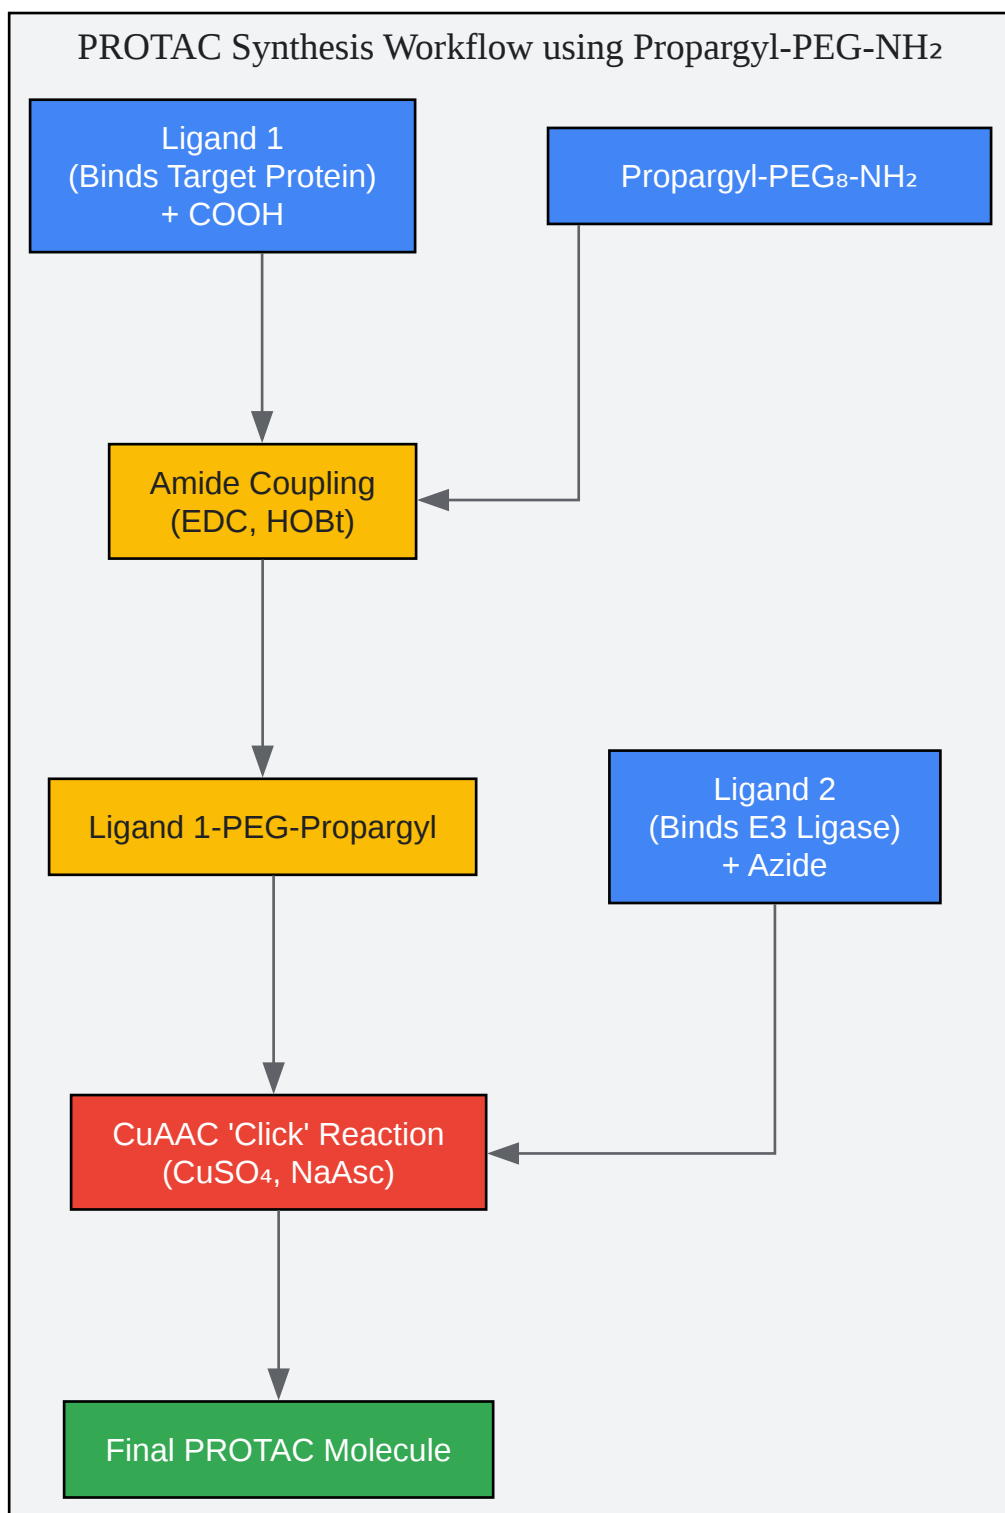 PROTAC Synthesis Workflow using Propargyl-PEG-NH₂
Ligand 1
(Binds Target Protein)
+ COOH
Propargyl-PEG₈-NH₂
Amide Coupling
(EDC, HOBt)
Ligand 1-PEG-Propargyl
Ligand 2
(Binds E3 Ligase)
+ Azide
CuAAC 'Click' Reaction
(CuSO₄, NaAsc)
Final PROTAC Molecule